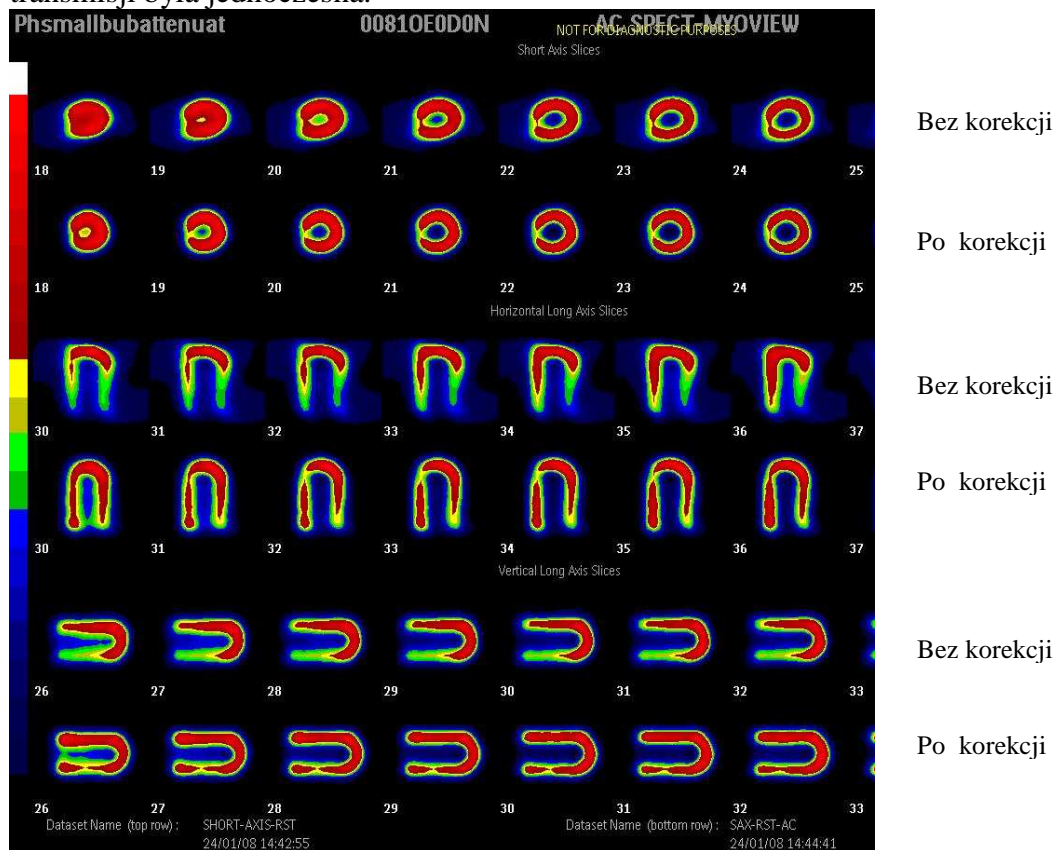 transmisji była jednoczesna.
Phsmallbubattenuat 0081OE0D0N AC-SPECT-MYOVIEW
NOT FOR DIAGNOSTIC PURPOSES
Short Axis Slices
Bez korekcji
18 19 20 21 22 23 24 25
Po korekcji
18 19 20 21 22 23 24 25
Horizontal Long Axis Slices
Bez korekcji
30 31 32 33 34 35 36 37
Po korekcji
30 31 32 33 34 35 36 37
Vertical Long Axis Slices
Bez korekcji
26 27 28 29 30 31 32 33
Po korekcji
26 27 28 29 30 31 32 33
Dataset Name (top row) : SHORT-AXIS-RST Dataset Name (bottom row) : SAX-RST-AC
24/01/08 14:42:55 24/01/08 14:44:41